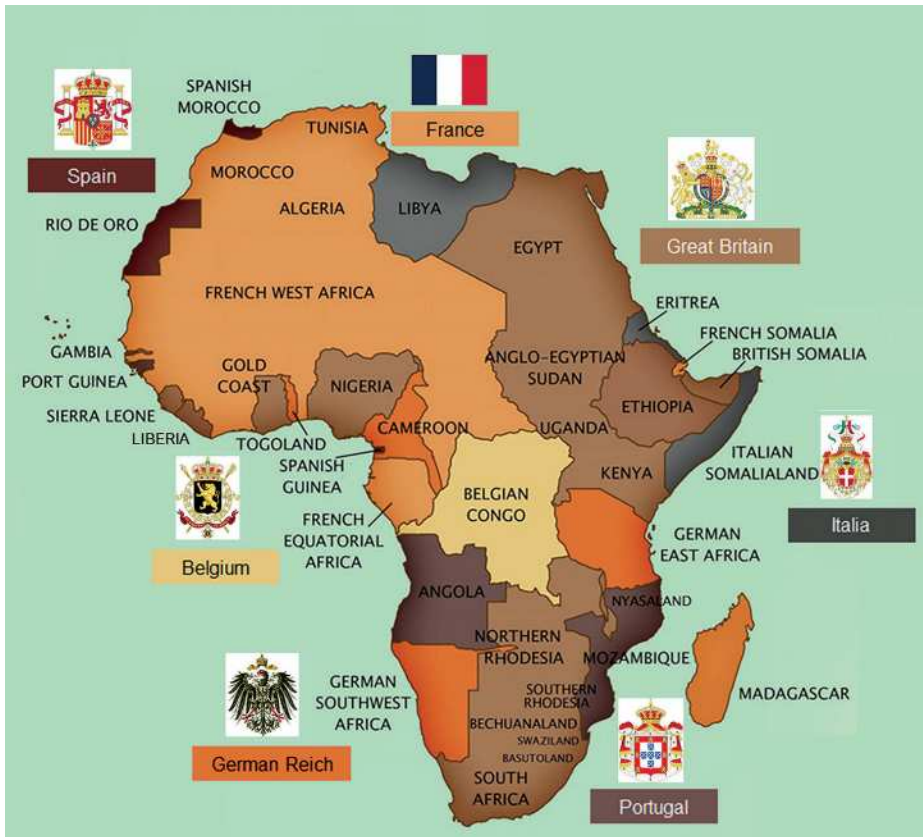 SPANISH
MOROCCO
TUNISIA
France
Spain
MOROCCO
ALGERIA
LIBYA
RIO DE ORO
EGYPT
Great Britain
FRENCH WEST AFRICA
ERITREA
FRENCH SOMALIA
BRITISH SOMALIA
GAMBIA
PORT GUINEA
GOLD
COAST
NIGERIA
ANGLO-EGYPTIAN
SUDAN
ETHIOPIA
SIERRA LEONE
LIBERIA
TOGOLAND
CAMEROON
UGANDA
SPANISH
GUINEA
KENYA
ITALIAN
SOMALIALAND
BELGIAN
CONGO
Italia
FRENCH
EQUATORIAL
AFRICA
GERMAN
EAST AFRICA
Belgium
ANGOLA
NYASALAND
NORTHERN
RHODESIA
MOZAMBIQUE
GERMAN
SOUTHWEST
AFRICA
SOUTHERN
RHODESIA
MADAGASCAR
BECHUANALAND
SWAZILAND
BASUTOLAND
German Reich
SOUTH
AFRICA
Portugal